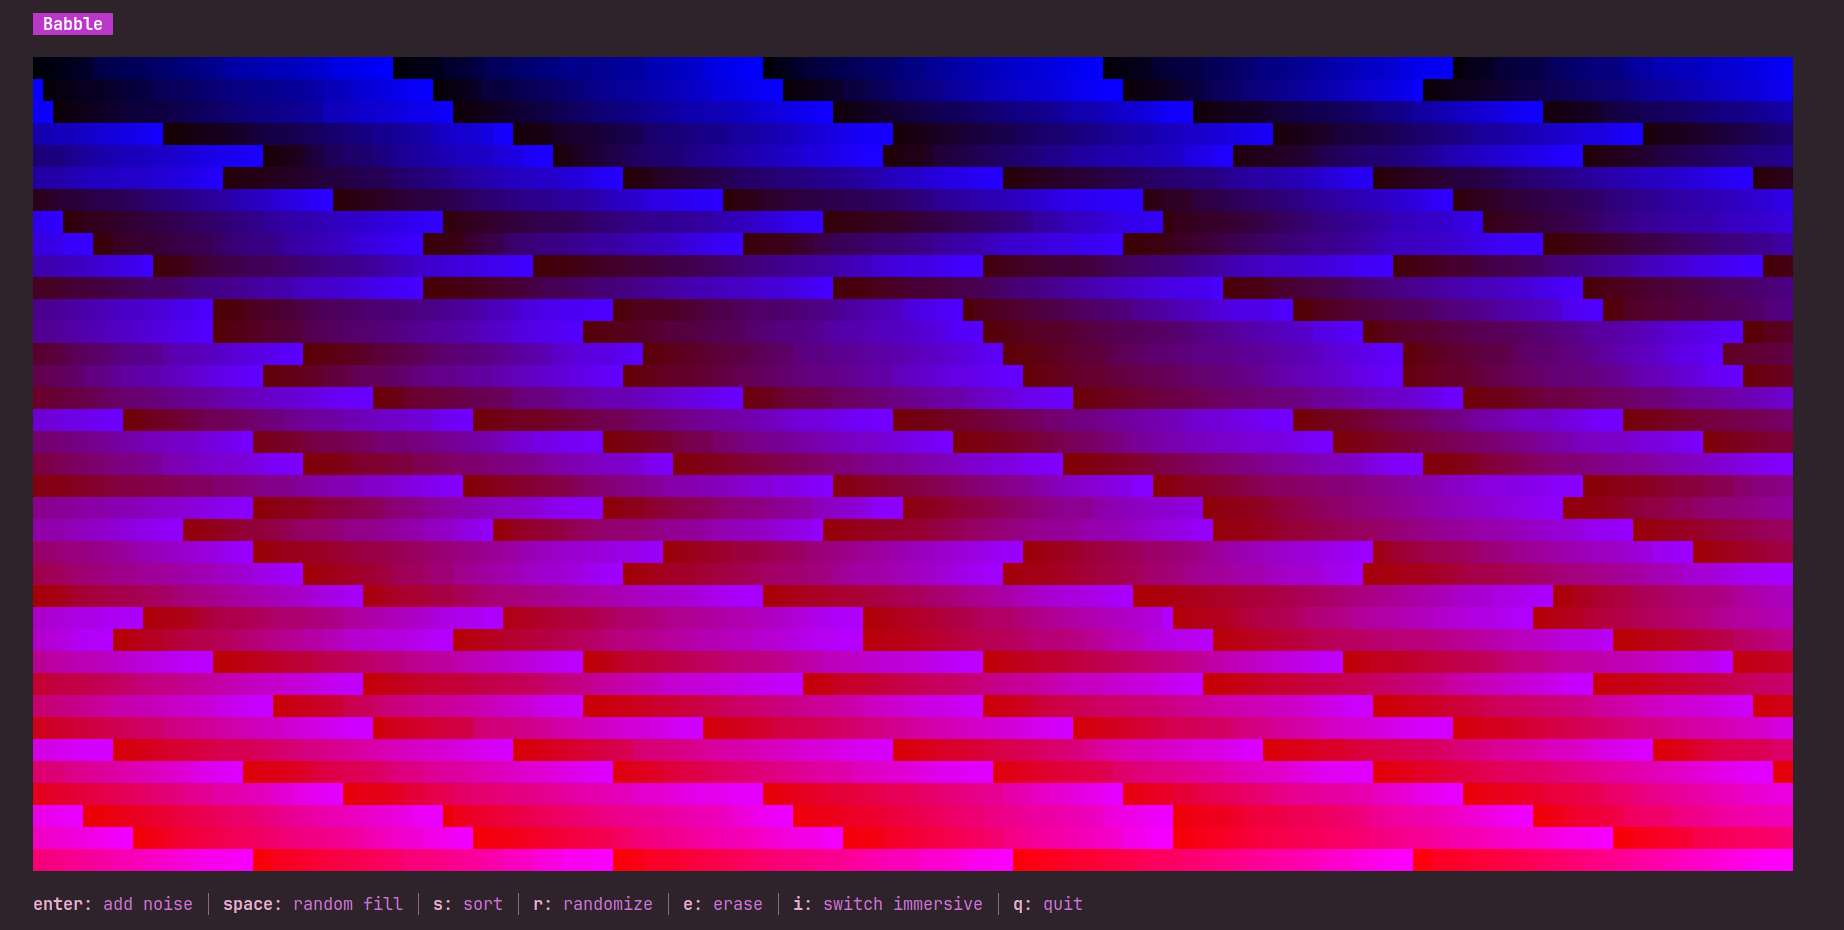 Babble
enter: add noise │ space: random fill │ s: sort │ r: randomize │ e: erase │ i: switch immersive │ q: quit